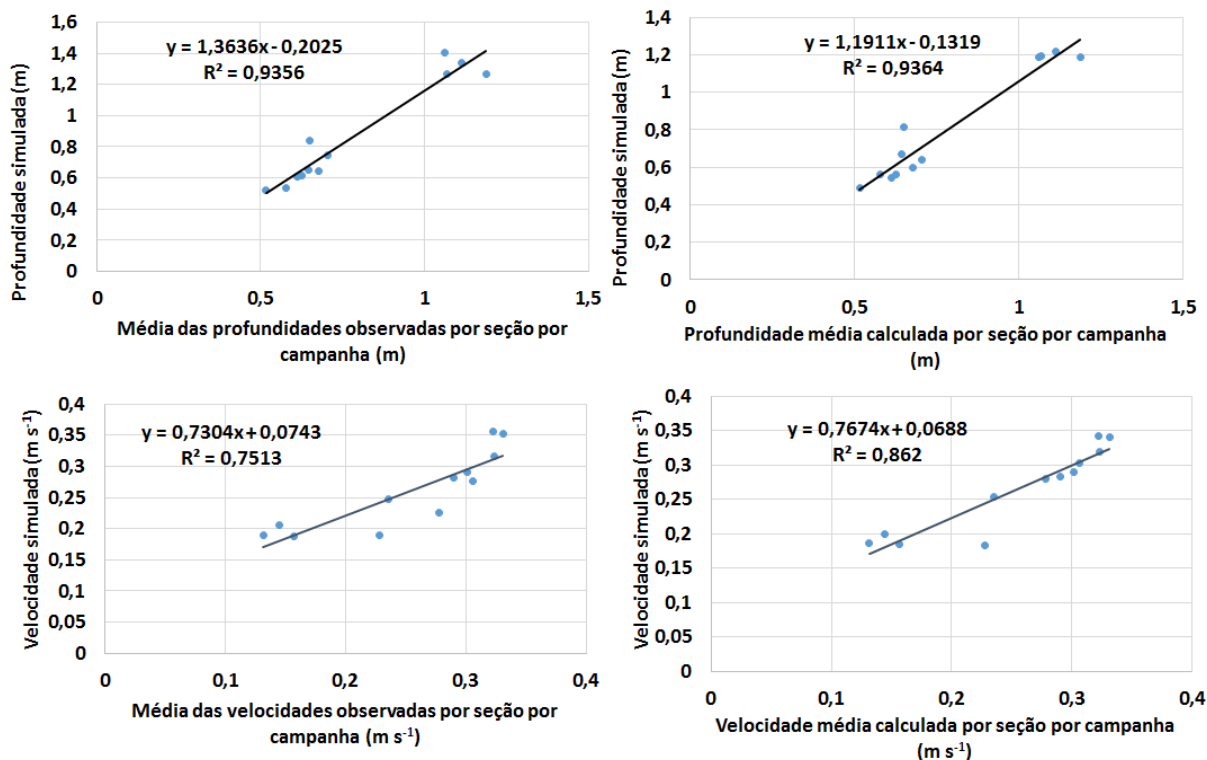 y = 1,3636x - 0,2025
R² = 0,9356
1,6
1,4
1,2
1
0,8
0,6
0,4
0,2
0
0 0,5 1 1,5
Profundidade simulada (m)
Média das profundidades observadas por seção por
campanha (m)
y = 1,1911x - 0,1319
R² = 0,9364
1,4
1,2
1
0,8
0,6
0,4
0,2
0
0 0,5 1 1,5
Profundidade simulada (m)
Profundidade média calculada por seção por campanha
(m)
y = 0,7304x + 0,0743
R² = 0,7513
0,4
0,35
0,3
0,25
0,2
0,15
0,1
0,05
0
0 0,1 0,2 0,3 0,4
Velocidade simulada (m s⁻¹)
Média das velocidades observadas por seção por
campanha (m s⁻¹)
y = 0,7674x + 0,0688
R² = 0,862
0,4
0,35
0,3
0,25
0,2
0,15
0,1
0,05
0
0 0,1 0,2 0,3 0,4
Velocidade simulada (m s⁻¹)
Velocidade média calculada por seção por campanha
(m s⁻¹)